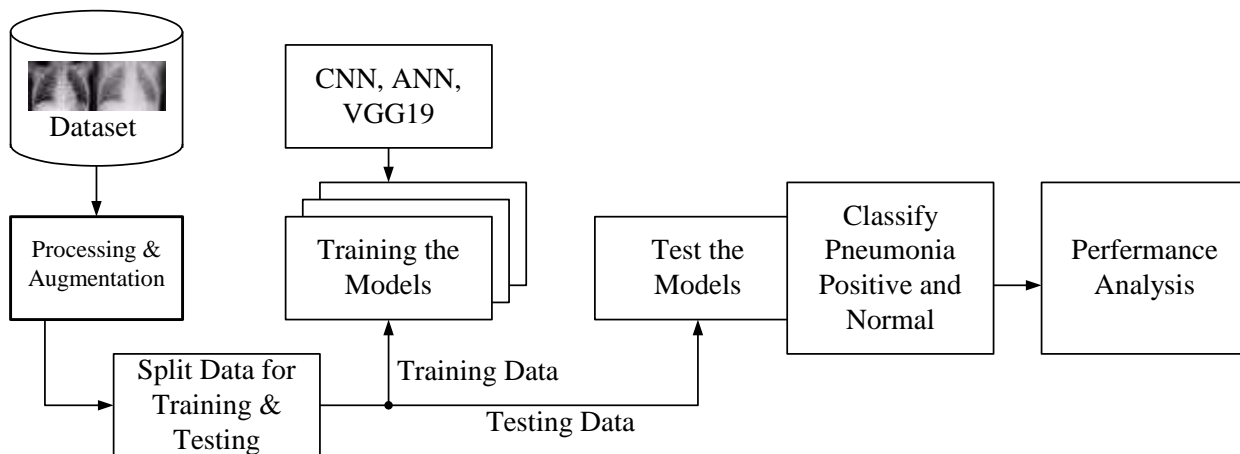 Dataset
Processing &
Augmentation
Split Data for
Training &
Testing
CNN, ANN,
VGG19
Training the
Models
Training Data
Testing Data
Test the
Models
Classify
Pneumonia
Positive and
Normal
Perfermance
Analysis